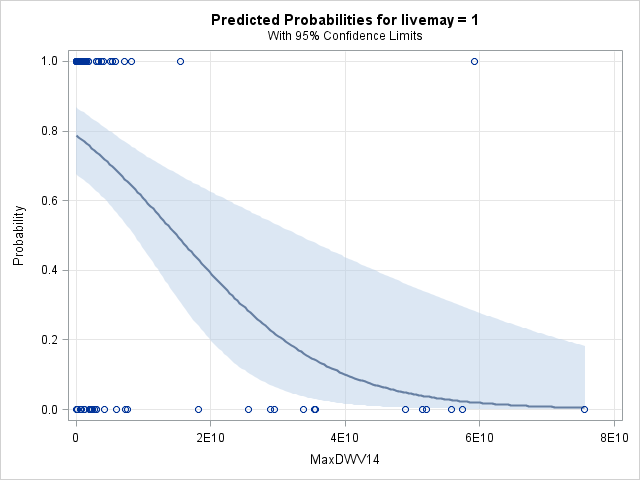 Predicted Probabilities for livemay = 1
With 95% Confidence Limits
1.0
0.8
0.6
0.4
0.2
0.0
Probability
0 2E10 4E10 6E10 8E10
MaxDWV14